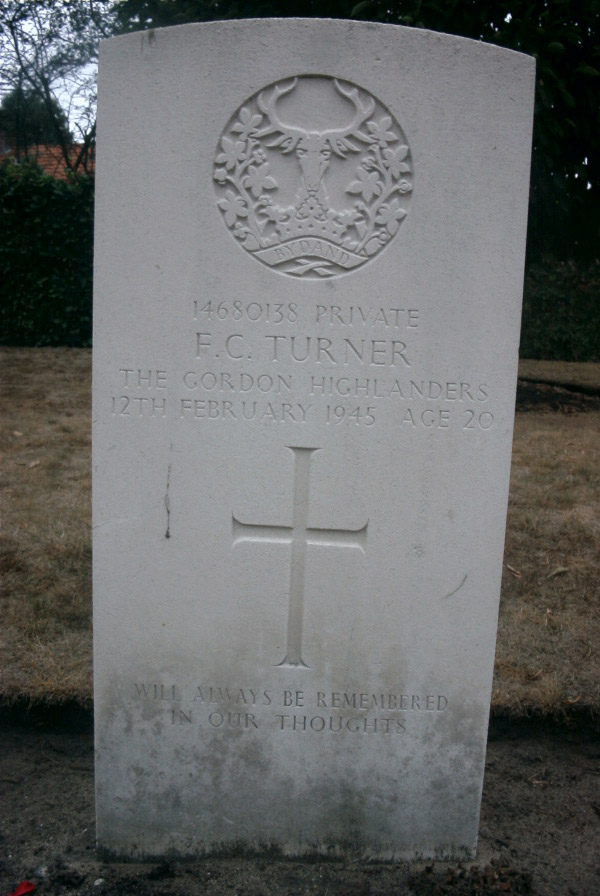 BYDAND
14680138 PRIVATE
F.C. TURNER
THE GORDON HIGHLANDERS
12TH FEBRUARY 1945 AGE 20
WILL ALWAYS BE REMEMBERED
IN OUR THOUGHTS